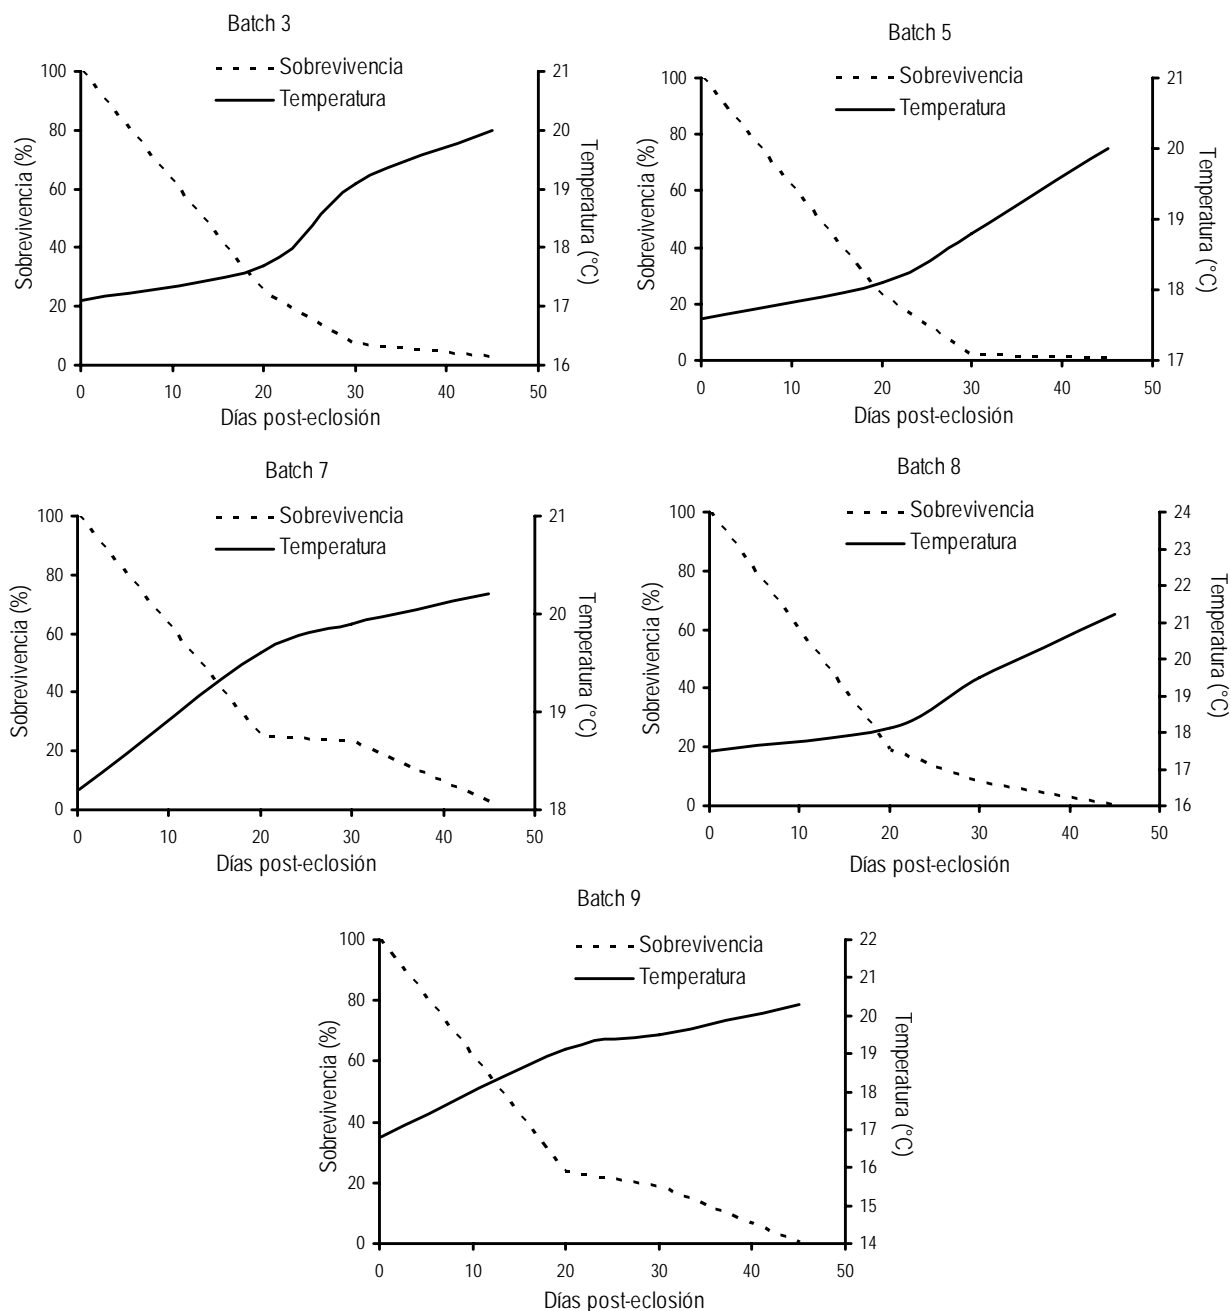 Batch 3
Sobrevivencia
Temperatura
100
80
60
40
20
0
Sobrevivencia (%)
21
20
19
18
17
16
Temperatura (°C)
0 10 20 30 40 50
Días post-eclosión
Batch 5
Sobrevivencia
Temperatura
100
80
60
40
20
0
Sobrevivencia (%)
21
20
19
18
17
Temperatura (°C)
0 10 20 30 40 50
Días post-eclosión
Batch 7
Sobrevivencia
Temperatura
100
80
60
40
20
0
Sobrevivencia (%)
21
20
19
18
Temperatura (°C)
0 10 20 30 40 50
Días post-eclosión
Batch 8
Sobrevivencia
Temperatura
100
80
60
40
20
0
Sobrevivencia (%)
24
23
22
21
20
19
18
17
16
Temperatura (°C)
0 10 20 30 40 50
Días post-eclosión
Batch 9
Sobrevivencia
Temperatura
100
80
60
40
20
0
Sobrevivencia (%)
22
21
20
19
18
17
16
15
14
Temperatura (°C)
0 10 20 30 40 50
Días post-eclosión